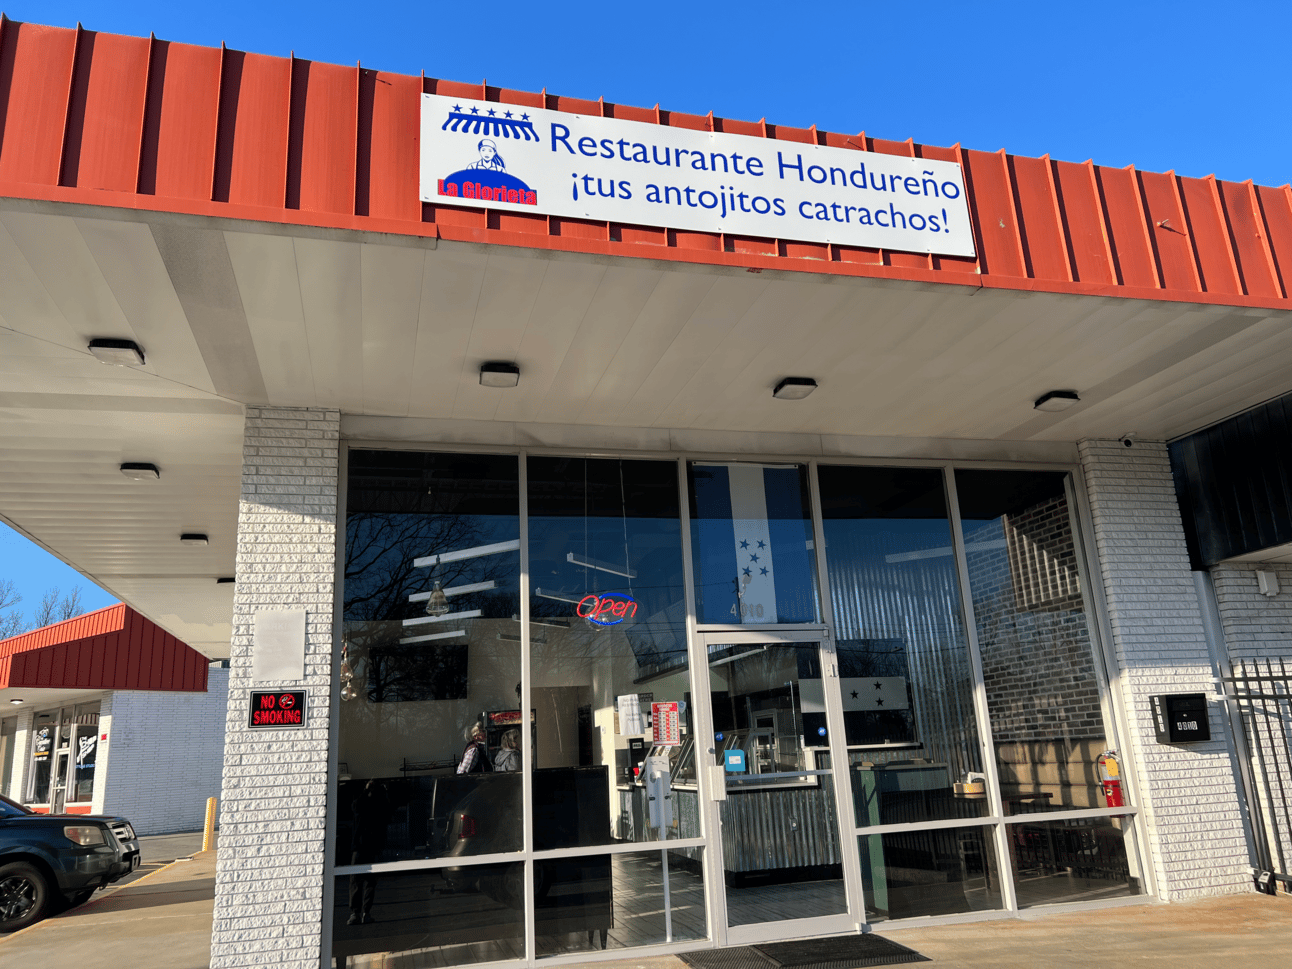 La Glorieta
Restaurante Hondureño
¡tus antojitos catrachos!
Open
NO
SMOKING